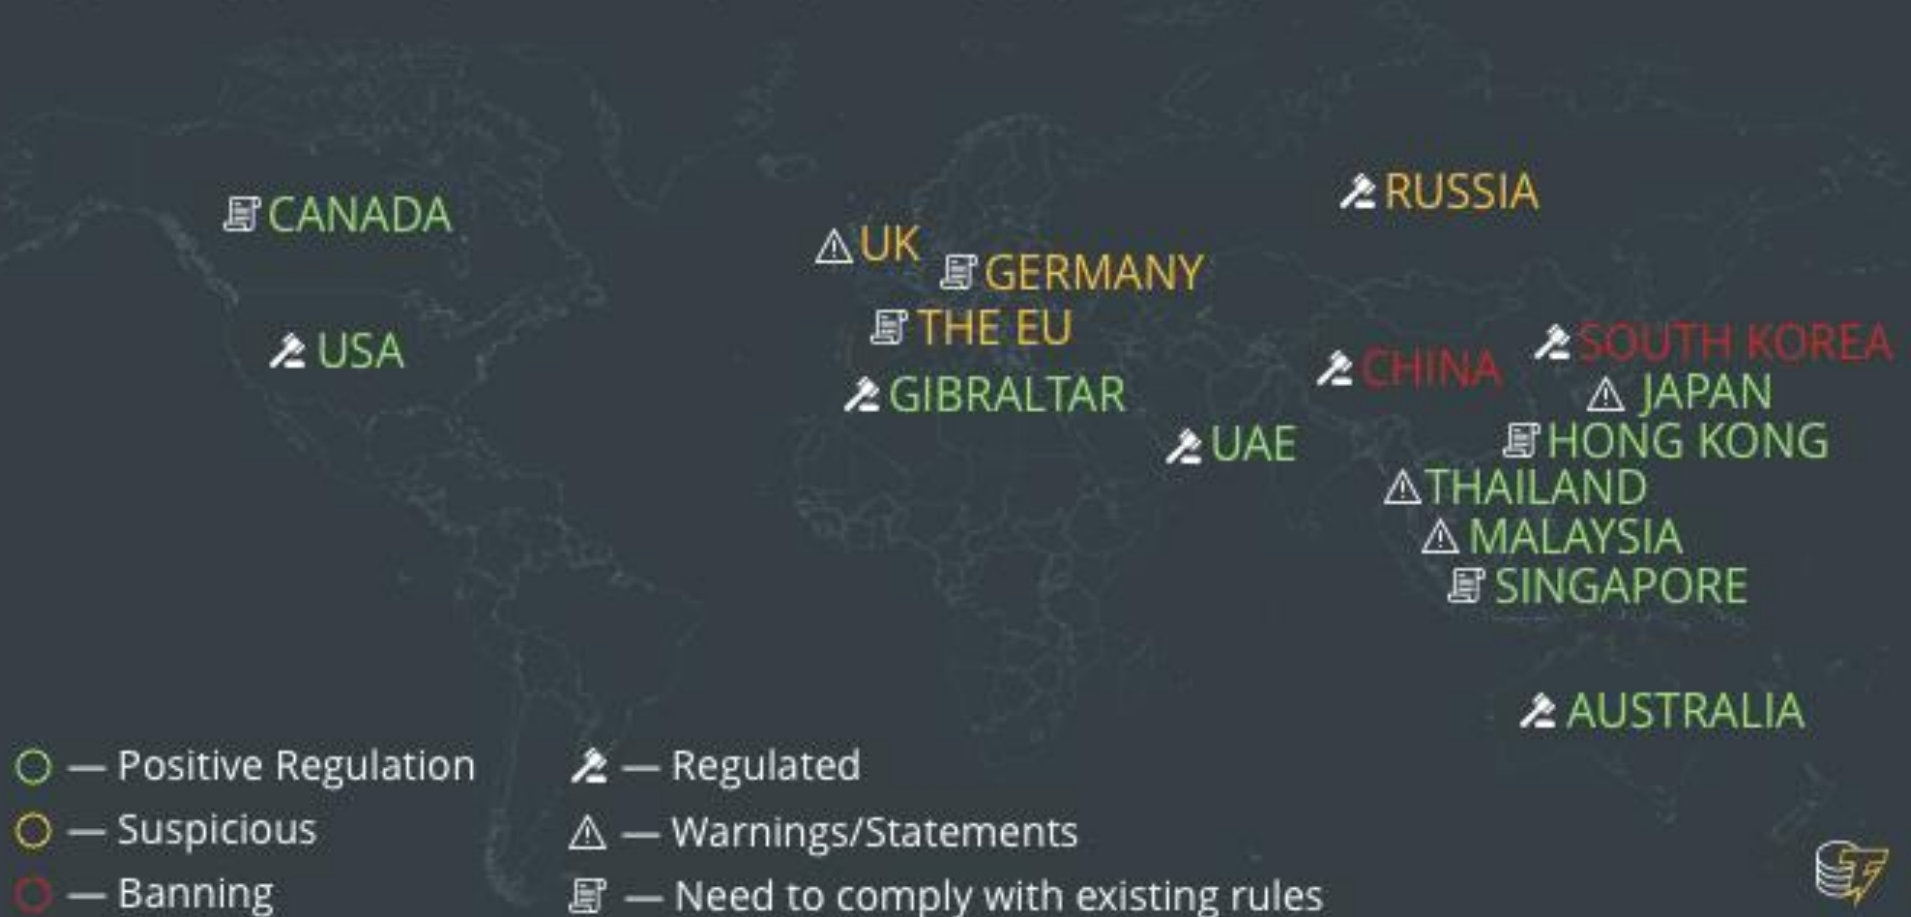 CANADA
RUSSIA
UK
GERMANY
THE EU
USA
SOUTH KOREA
CHINA
GIBRALTAR
JAPAN
UAE
HONG KONG
THAILAND
MALAYSIA
SINGAPORE
AUSTRALIA
— Positive Regulation
— Suspicious
— Banning
— Regulated
— Warnings/Statements
— Need to comply with existing rules